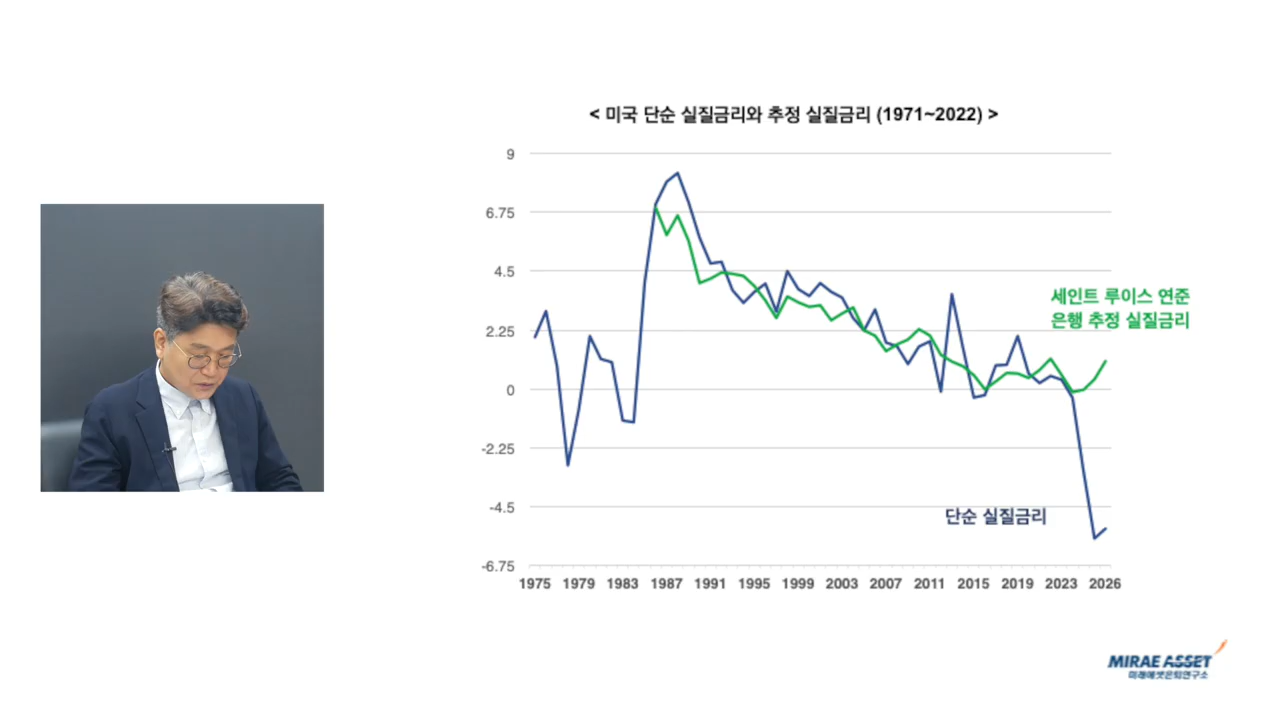 < 미국 단순 실질금리와 추정 실질금리 (1971~2022) >
9
6.75
4.5
2.25
0
-2.25
-4.5
-6.75
세인트 루이스 연준
은행 추정 실질금리
단순 실질금리
1975 1979 1983 1987 1991 1995 1999 2003 2007 2011 2015 2019 2023 2026
MIRAE ASSET
미래에셋은퇴연구소